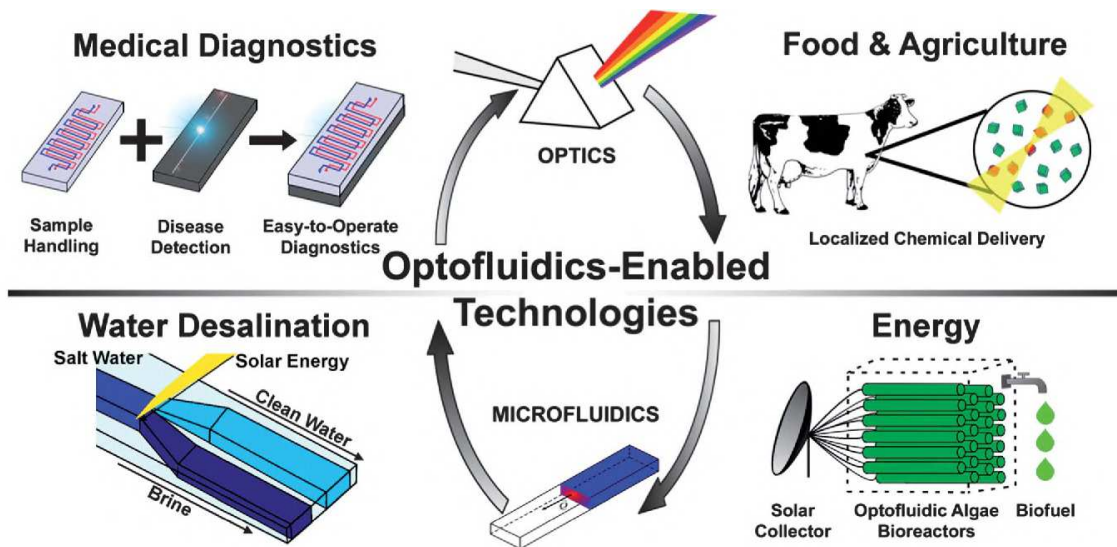 Medical Diagnostics
Sample
Handling
Disease
Detection
Easy-to-Operate
Diagnostics
OPTICS
Food & Agriculture
Localized Chemical Delivery
Optofluidics-Enabled
Technologies
Water Desalination
Salt Water
Solar Energy
Clean Water
Brine
MICROFLUIDICS
Energy
Solar
Collector
Optofluidic Algae
Bioreactors
Biofuel